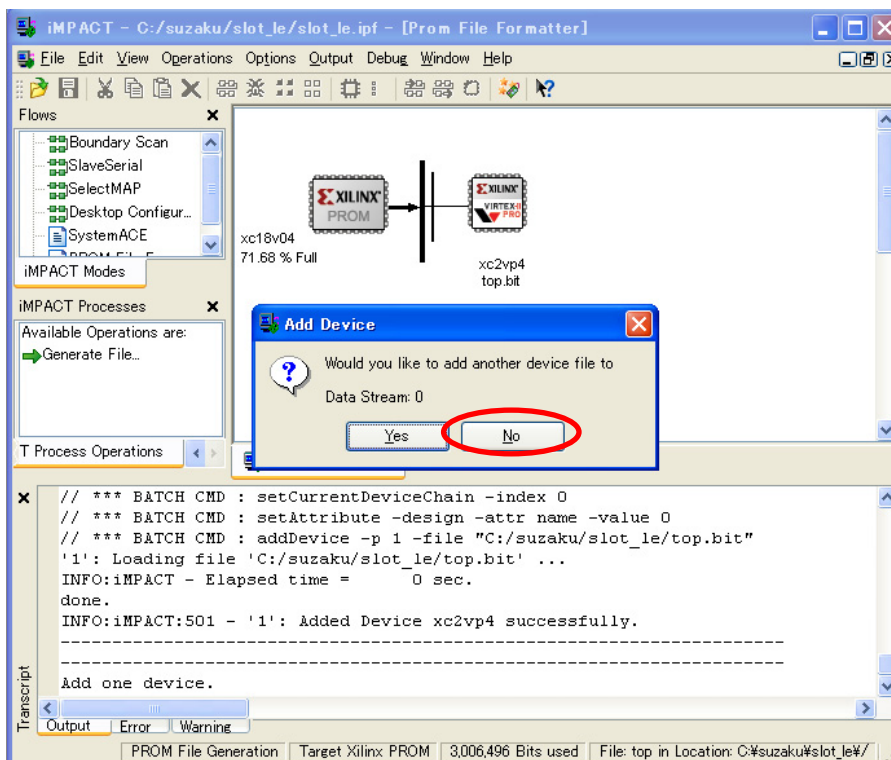 iMPACT - C:/suzaku/slot_le/slot_le.ipf - [Prom File Formatter]
File Edit View Operations Options Output Debug Window Help
Flows
Boundary Scan
SlaveSerial
SelectMAP
Desktop Configur...
SystemACE
iMPACT Modes
XILINX
PROM
xc18v04
71.68 % Full
XILINX
VIRTEX-II
PRO
xc2vp4
top.bit
iMPACT Processes
Available Operations are:
Generate File...
T Process Operations
Add Device
Would you like to add another device file to
Data Stream: 0
Yes
No
// *** BATCH CMD : setCurrentDeviceChain -index 0
// *** BATCH CMD : setAttribute -design -attr name -value 0
// *** BATCH CMD : addDevice -p 1 -file "C:/suzaku/slot_le/top.bit"
'1': Loading file 'C:/suzaku/slot_le/top.bit' ...
INFO:iMPACT - Elapsed time =      0 sec.
done.
INFO:iMPACT:501 - '1': Added Device xc2vp4 successfully.
----------------------------------------------------------------------
----------------------------------------------------------------------
Add one device.
Transcript
Output Error Warning
PROM File Generation Target Xilinx PROM 3,006,496 Bits used File: top in Location: C:¥suzaku¥slot_le¥/